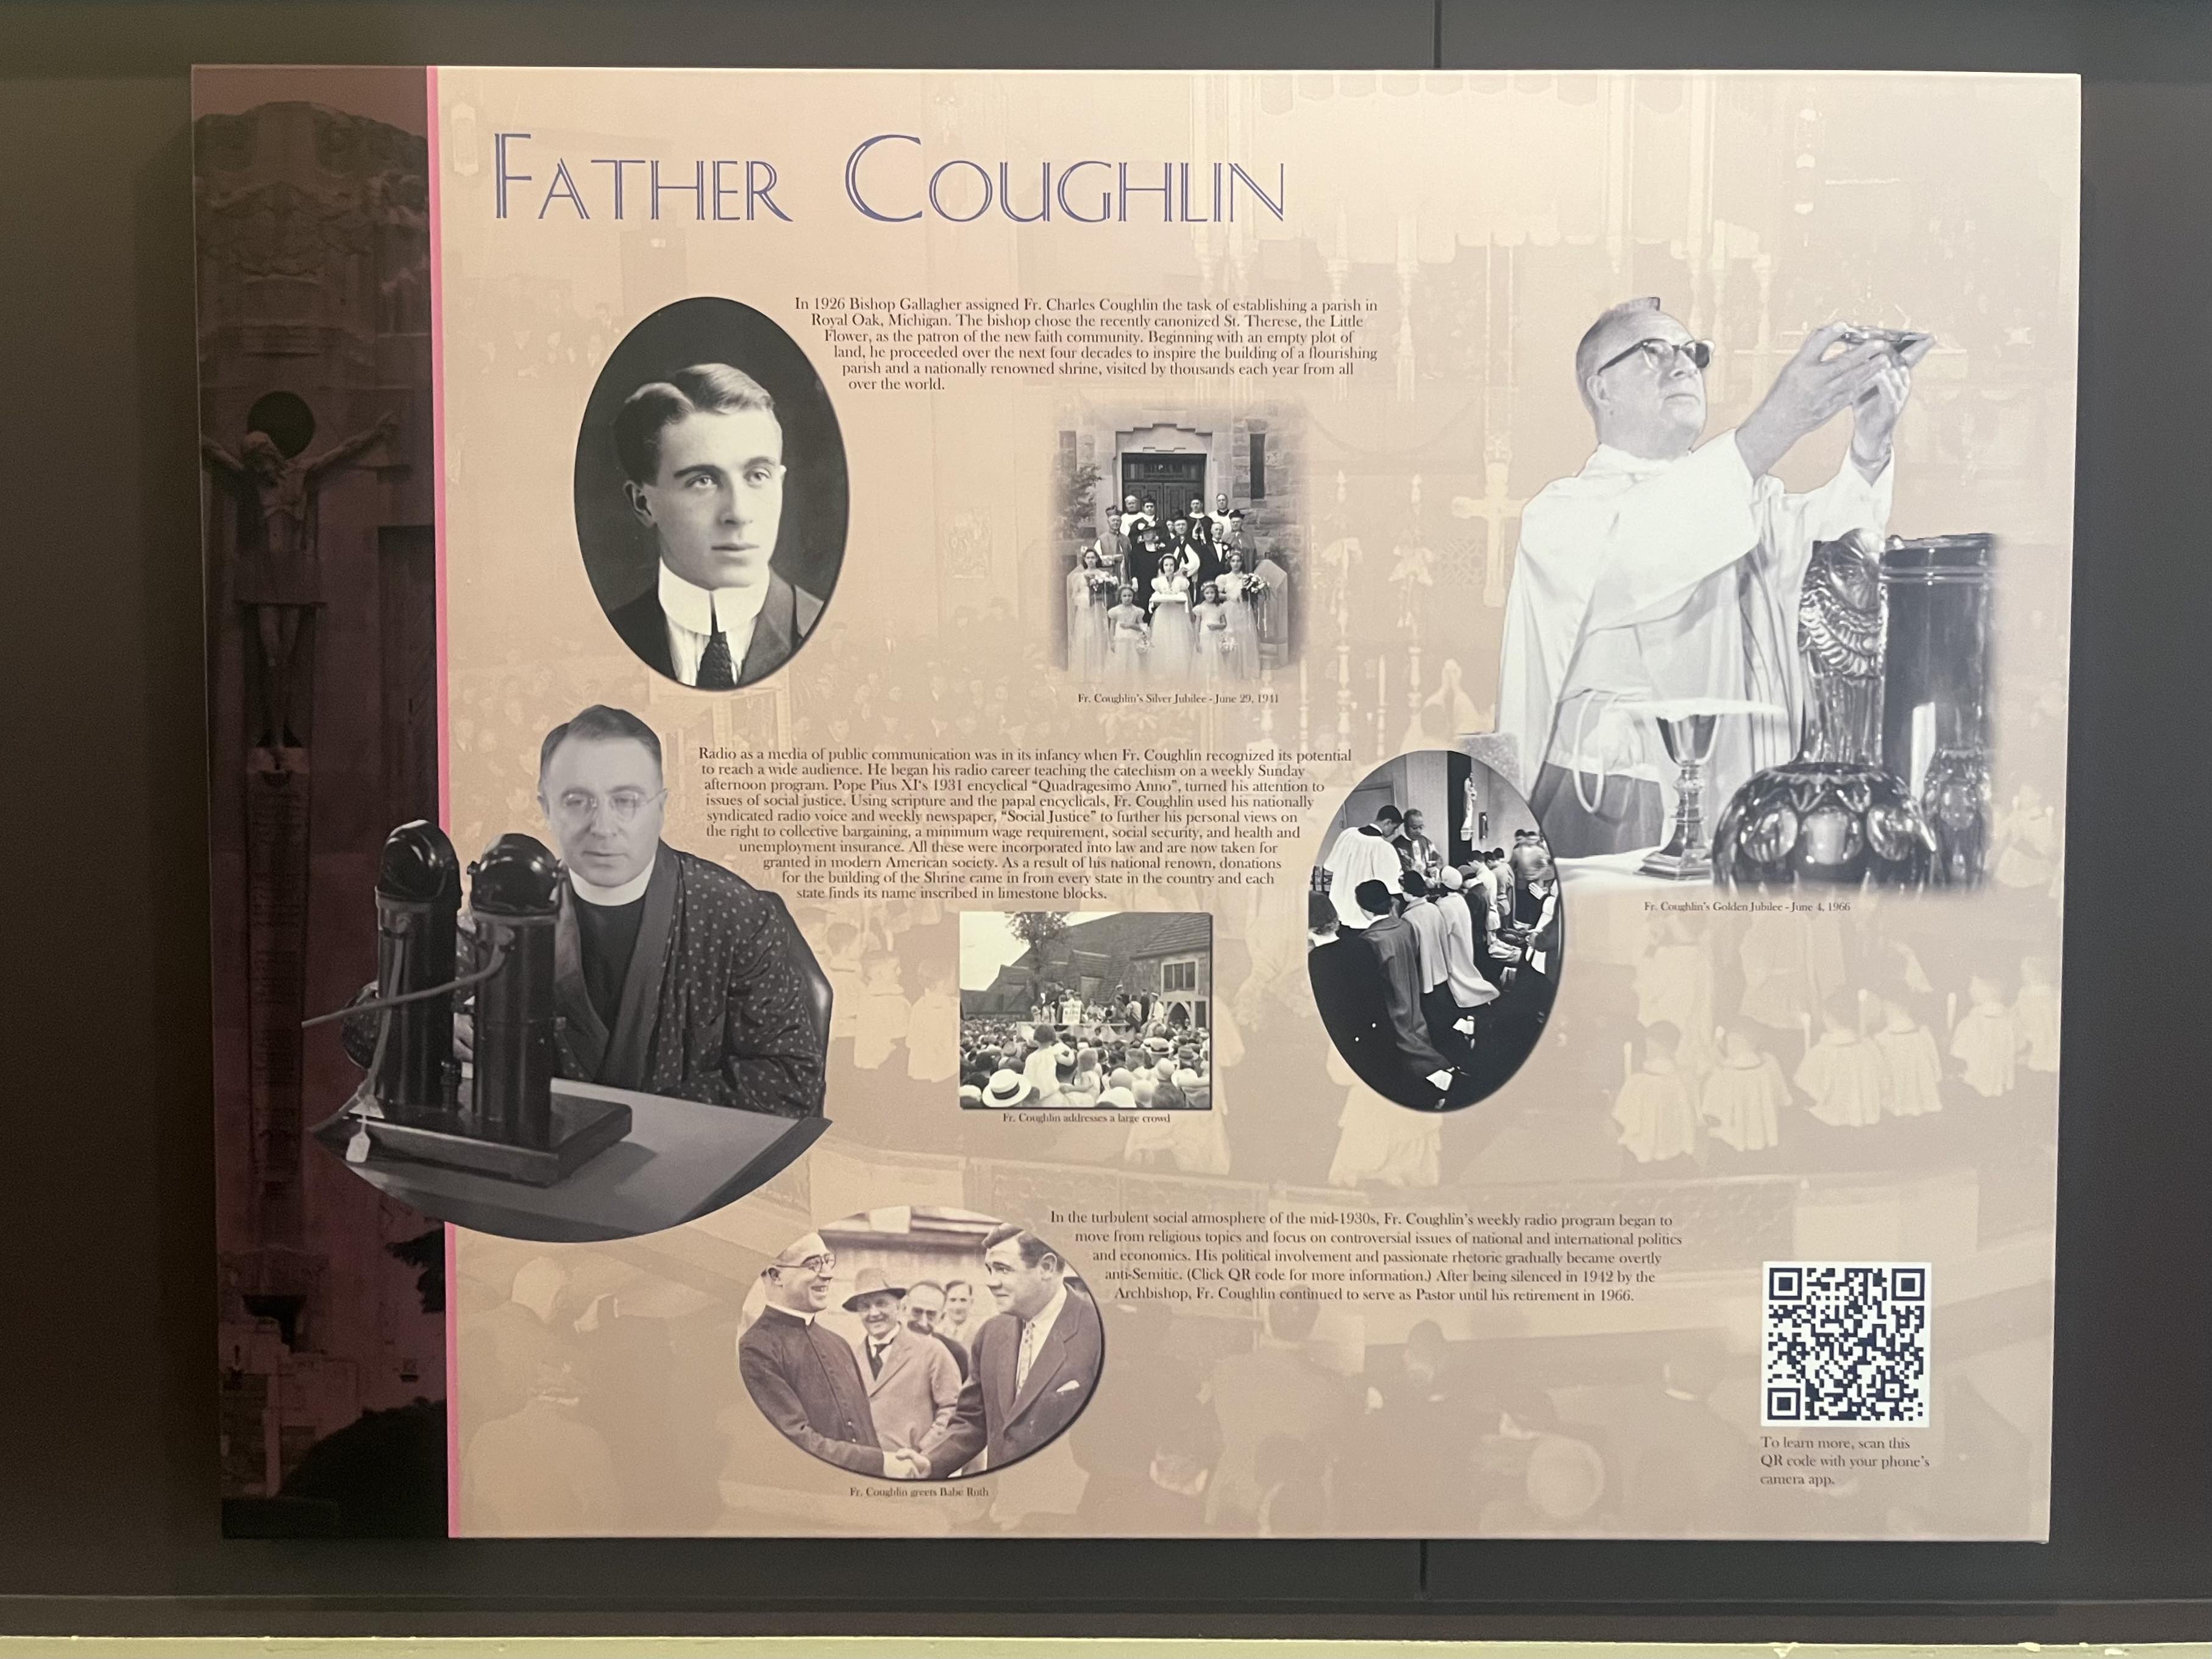 FATHER COUGHLIN
In 1926 Bishop Gallagher assigned Fr. Charles Coughlin the task of establishing a parish in
Royal Oak, Michigan. The bishop chose the recently canonized St. Therese, the Little
Flower, as the patron of the new faith community. Beginning with an empty plot of
land, he proceeded over the next four decades to inspire the building of a flourishing
parish and a nationally renowned shrine, visited by thousands each year from all
over the world.
Fr. Coughlin's Silver Jubilee - June 29, 1941
Radio as a media of public communication was in its infancy when Fr. Coughlin recognized its potential
to reach a wide audience. He began his radio career teaching the catechism on a weekly Sunday
afternoon program. Pope Pius XI's 1931 encyclical “Quadragesimo Anno”, turned his attention to
issues of social justice. Using scripture and the papal encyclicals, Fr. Coughlin used his nationally
syndicated radio voice and weekly newspaper, “Social Justice” to further his personal views on
the right to collective bargaining, a minimum wage requirement, social security, and health and
unemployment insurance. All these were incorporated into law and are now taken for
granted in modern American society. As a result of his national renown, donations
for the building of the Shrine came in from every state in the country and each
state finds its name inscribed in limestone blocks.
Fr. Coughlin's Golden Jubilee - June 4, 1966
Fr. Coughlin addresses a large crowd
In the turbulent social atmosphere of the mid-1930s, Fr. Coughlin's weekly radio program began to
move from religious topics and focus on controversial issues of national and international politics
and economics. His political involvement and passionate rhetoric gradually became overtly
anti-Semitic. (Click QR code for more information.) After being silenced in 1942 by the
Archbishop, Fr. Coughlin continued to serve as Pastor until his retirement in 1966.
Fr. Coughlin greets Babe Ruth
To learn more, scan this
QR code with your phone's
camera app.